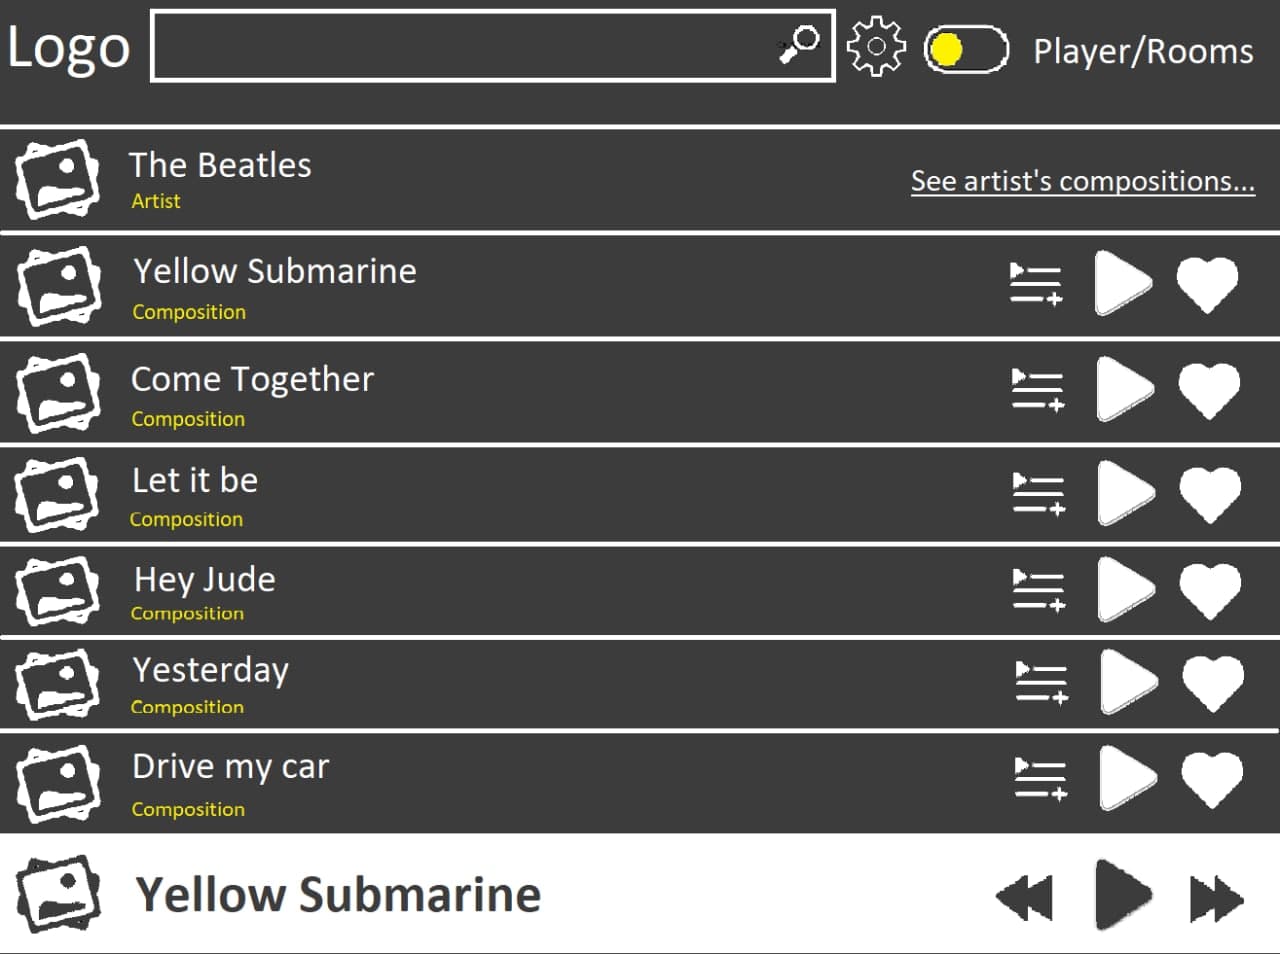 Logo
Player/Rooms
The Beatles
Artist
See artist's compositions...
Yellow Submarine
Composition
Come Together
Composition
Let it be
Composition
Hey Jude
Composition
Yesterday
Composition
Drive my car
Composition
Yellow Submarine